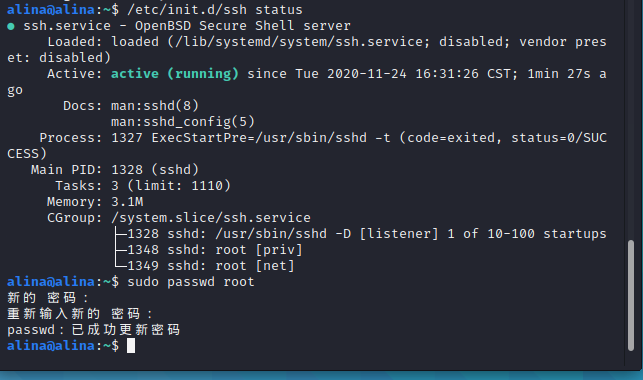 alina@alina:~$ /etc/init.d/ssh status
● ssh.service - OpenBSD Secure Shell server
Loaded: loaded (/lib/systemd/system/ssh.service; disabled; vendor pres
et: disabled)
Active: active (running) since Tue 2020-11-24 16:31:26 CST; 1min 27s a
go
Docs: man:sshd(8)
man:sshd_config(5)
Process: 1327 ExecStartPre=/usr/sbin/sshd -t (code=exited, status=0/SUC
CESS)
Main PID: 1328 (sshd)
Tasks: 3 (limit: 1110)
Memory: 3.1M
CGroup: /system.slice/ssh.service
├─1328 sshd: /usr/sbin/sshd -D [listener] 1 of 10-100 startups
├─1348 sshd: root [priv]
└─1349 sshd: root [net]
alina@alina:~$ sudo passwd root
新的 密码：
重新输入新的 密码：
passwd：已成功更新密码
alina@alina:~$